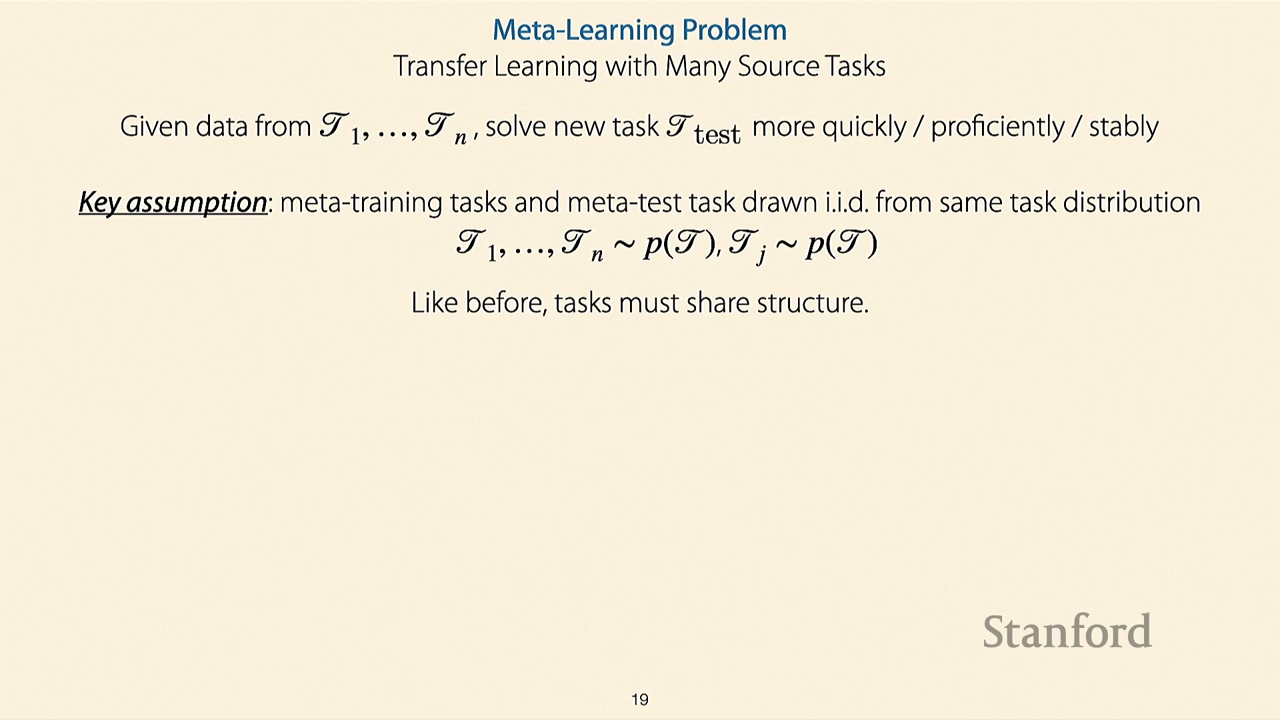 Meta-Learning Problem
Transfer Learning with Many Source Tasks
Given data from 𝒯₁, …, 𝒯ₙ, solve new task 𝒯test more quickly / proficiently / stably
Key assumption: meta-training tasks and meta-test task drawn i.i.d. from same task distribution
𝒯₁, …, 𝒯ₙ ~ p(𝒯), 𝒯ⱼ ~ p(𝒯)
Like before, tasks must share structure.
Stanford
19